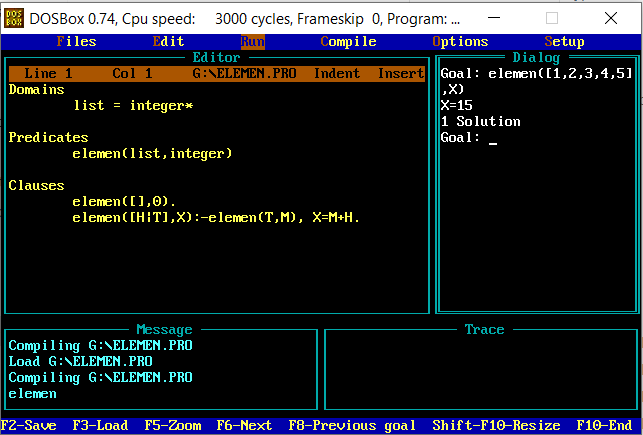 DOS BOX DOSBox 0.74, Cpu speed: 3000 cycles, Frameskip 0, Program: ...
Files Edit Run Compile Options Setup
Editor
Line 1 Col 1 G:\ELEMEN.PRO Indent Insert
Domains
list = integer*
Predicates
elemen(list,integer)
Clauses
elemen([],0).
elemen([H|T],X):-elemen(T,M), X=M+H.
Dialog
Goal: elemen([1,2,3,4,5]
,X)
X=15
1 Solution
Goal: _
Message
Compiling G:\ELEMEN.PRO
Load G:\ELEMEN.PRO
Compiling G:\ELEMEN.PRO
elemen
Trace
F2-Save F3-Load F5-Zoom F6-Next F8-Previous goal Shift-F10-Resize F10-End